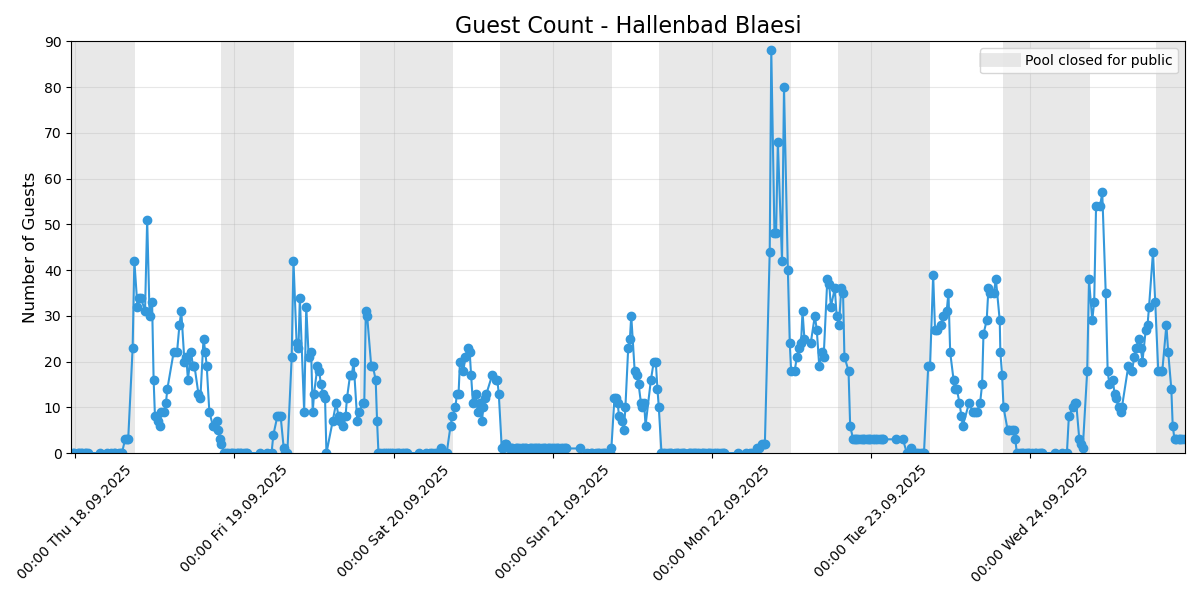 Guest Count - Hallenbad Blaesi
Pool closed for public
Number of Guests
90
80
70
60
50
40
30
20
10
0
00:00 Thu 18.09.2025
00:00 Fri 19.09.2025
00:00 Sat 20.09.2025
00:00 Sun 21.09.2025
00:00 Mon 22.09.2025
00:00 Tue 23.09.2025
00:00 Wed 24.09.2025